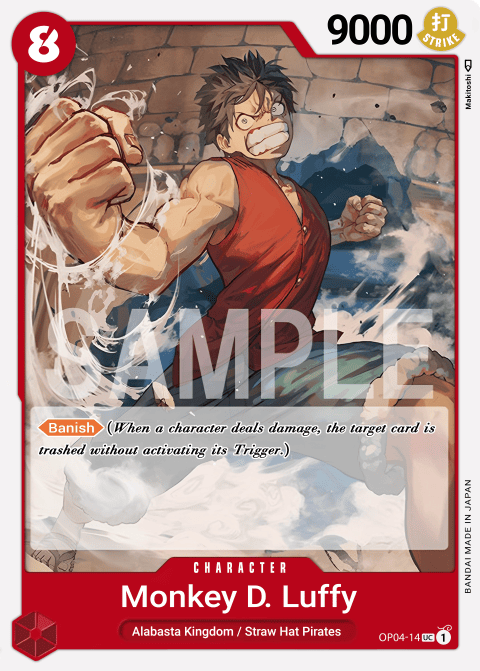 8
9000
打
STRIKE
Makitoshi
SAMPLE
Banish (When a character deals damage, the target card is
trashed without activating its Trigger.)
CHARACTER
Monkey D. Luffy
Alabasta Kingdom / Straw Hat Pirates
OP04-14 UC 1
BANDAI MADE IN JAPAN